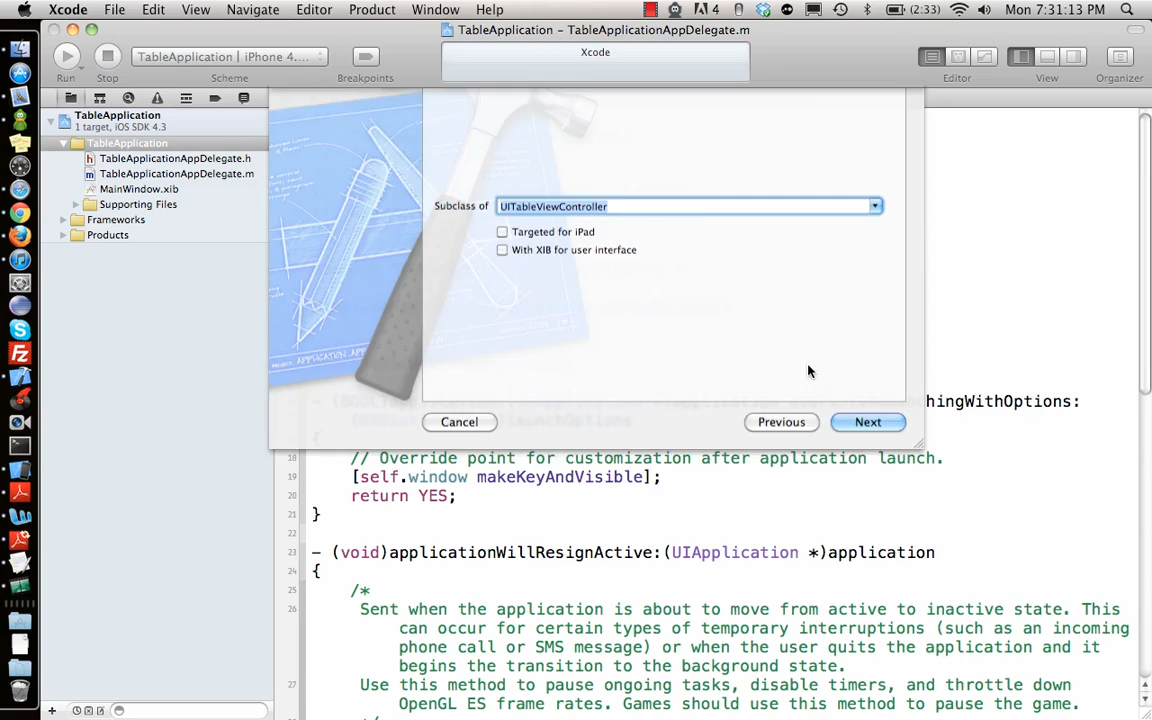 Xcode File Edit View Navigate Editor Product Window Help 4 (2:33) Mon 7:31:13 PM
TableApplication – TableApplicationAppDelegate.m
TableApplication | iPhone 4....
Xcode
Run Stop Scheme Breakpoints Editor View Organizer
TableApplication
1 target, iOS SDK 4.3
TableApplication
h TableApplicationAppDelegate.h
m TableApplicationAppDelegate.m
MainWindow.xib
Supporting Files
Frameworks
Products
Subclass of UITableViewController
Targeted for iPad
With XIB for user interface
hingWithOptions:
launchOptions
Cancel Previous Next
{
18 // Override point for customization after application launch.
19 [self.window makeKeyAndVisible];
20 return YES;
21 }
22
23 - (void)applicationWillResignActive:(UIApplication *)application
24 {
25 /*
26 Sent when the application is about to move from active to inactive state. This
can occur for certain types of temporary interruptions (such as an incoming
phone call or SMS message) or when the user quits the application and it
begins the transition to the background state.
27 Use this method to pause ongoing tasks, disable timers, and throttle down
OpenGL ES frame rates. Games should use this method to pause the game.